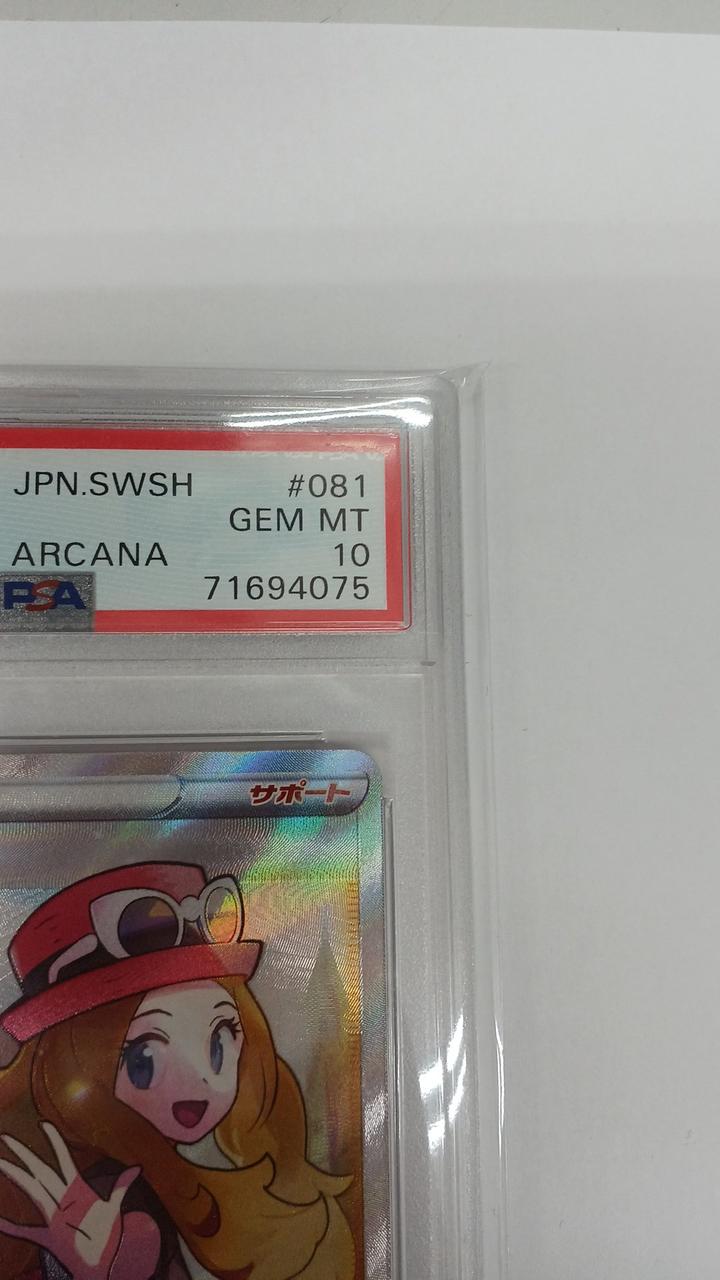 JPN.SWSH #081
GEM MT
ARCANA 10
PSA 71694075
サポート